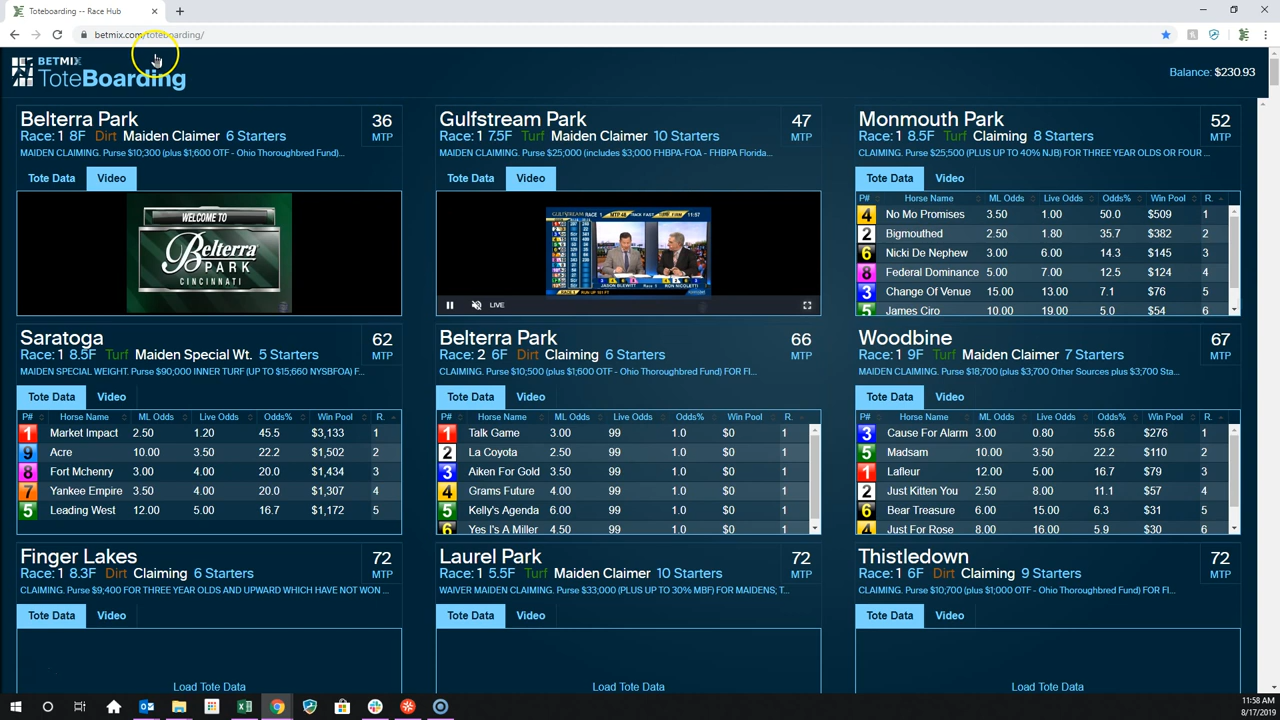 Toteboarding -- Race Hub
betmix.com/toteboarding/
BETMIX
ToteBoarding
Balance: $230.93
Belterra Park
36
Race: 1 8F Dirt Maiden Claimer 6 Starters
MTP
MAIDEN CLAIMING. Purse $10,300 (plus $1,600 OTF - Ohio Thoroughbred Fund)...
Tote Data Video
WELCOME TO
Belterra
PARK
CINCINNATI
Gulfstream Park
47
Race: 1 7.5F Turf Maiden Claimer 10 Starters
MTP
MAIDEN CLAIMING. Purse $25,000 (includes $3,000 FHBPA-FOA - FHBPA Florida...
Tote Data Video
GULFSTREAM RACE 1 MTP 48 RACE FAST 11:57
JASON BLEWITT RON NICOLETTI
LIVE
Monmouth Park
52
Race: 1 8.5F Turf Claiming 8 Starters
MTP
CLAIMING. Purse $25,500 (PLUS UP TO 40% NJB) FOR THREE YEAR OLDS OR FOUR ...
Tote Data Video
P# Horse Name ML Odds Live Odds Odds% Win Pool R.
4 No Mo Promises 3.50 1.00 50.0 $509 1
2 Bigmouthed 2.50 1.80 35.7 $382 2
6 Nicki De Nephew 3.00 6.00 14.3 $145 3
8 Federal Dominance 5.00 7.00 12.5 $124 4
3 Change Of Venue 15.00 13.00 7.1 $76 5
5 James Ciro 10.00 19.00 5.0 $54 6
Saratoga
62
Race: 1 8.5F Turf Maiden Special Wt. 5 Starters
MTP
MAIDEN SPECIAL WEIGHT. Purse $90,000 INNER TURF (UP TO $15,660 NYSBFOA) F...
Tote Data Video
P# Horse Name ML Odds Live Odds Odds% Win Pool R.
1 Market Impact 2.50 1.20 45.5 $3,133 1
9 Acre 10.00 3.50 22.2 $1,502 2
8 Fort Mchenry 3.00 4.00 20.0 $1,434 3
7 Yankee Empire 3.50 4.00 20.0 $1,307 4
5 Leading West 12.00 5.00 16.7 $1,172 5
Belterra Park
66
Race: 2 6F Dirt Claiming 6 Starters
MTP
CLAIMING. Purse $10,500 (plus $1,600 OTF - Ohio Thoroughbred Fund) FOR FI...
Tote Data Video
P# Horse Name ML Odds Live Odds Odds% Win Pool R.
1 Talk Game 3.00 99 1.0 $0 1
2 La Coyota 2.50 99 1.0 $0 1
3 Aiken For Gold 3.50 99 1.0 $0 1
4 Grams Future 4.00 99 1.0 $0 1
5 Kelly's Agenda 6.00 99 1.0 $0 1
6 Yes I's A Miller 4.50 99 1.0 $0 1
Woodbine
67
Race: 1 9F Turf Maiden Claimer 7 Starters
MTP
MAIDEN CLAIMING. Purse $18,700 (plus $3,700 Other Sources plus $3,700 Sta...
Tote Data Video
P# Horse Name ML Odds Live Odds Odds% Win Pool R.
3 Cause For Alarm 3.00 0.80 55.6 $276 1
5 Madsam 10.00 3.50 22.2 $110 2
1 Lafleur 12.00 5.00 16.7 $79 3
2 Just Kitten You 2.50 8.00 11.1 $57 4
6 Bear Treasure 6.00 15.00 6.3 $31 5
4 Just For Rose 8.00 16.00 5.9 $30 6
Finger Lakes
72
Race: 1 8.3F Dirt Claiming 6 Starters
MTP
CLAIMING. Purse $9,400 FOR THREE YEAR OLDS AND UPWARD WHICH HAVE NOT WON ...
Tote Data Video
Load Tote Data
Laurel Park
72
Race: 1 5.5F Turf Maiden Claimer 10 Starters
MTP
WAIVER MAIDEN CLAIMING. Purse $33,000 (PLUS UP TO 30% MBF) FOR MAIDENS, T...
Tote Data Video
Thistledown
72
Race: 1 6F Dirt Claiming 9 Starters
MTP
CLAIMING. Purse $10,700 (plus $1,000 OTF - Ohio Thoroughbred Fund) FOR FI...
Tote Data Video
Load Tote Data
11:58 AM
8/17/2019